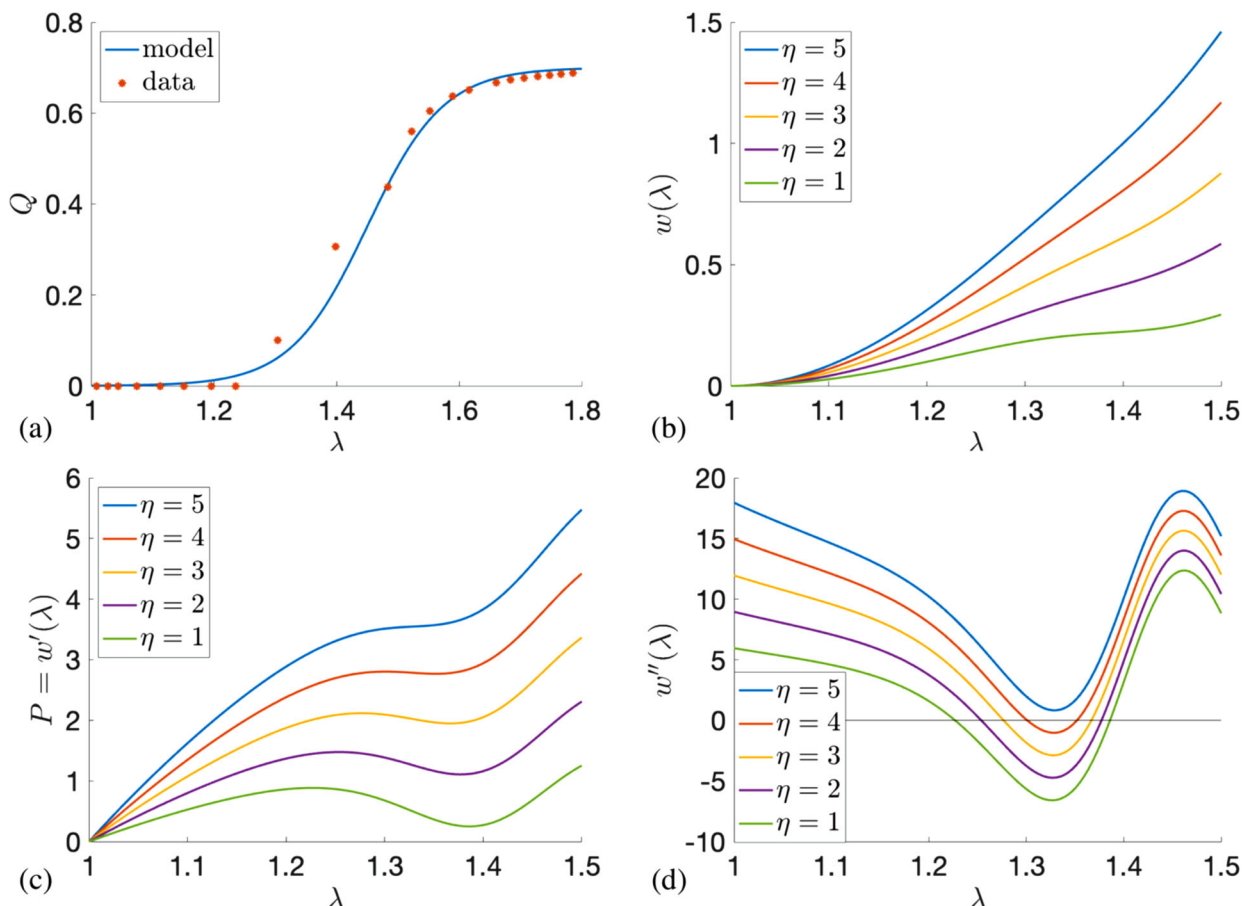 0.8
0.6
0.4
0.2
0
Q
model
data
1
1.2
1.4
1.6
1.8
λ
(a)
1.5
1
0.5
0
w(λ)
η = 5
η = 4
η = 3
η = 2
η = 1
1
1.1
1.2
1.3
1.4
1.5
λ
(b)
6
5
4
3
2
1
0
P = w′(λ)
η = 5
η = 4
η = 3
η = 2
η = 1
1
1.1
1.2
1.3
1.4
1.5
λ
(c)
20
15
10
5
0
-5
-10
w″(λ)
η = 5
η = 4
η = 3
η = 2
η = 1
1
1.1
1.2
1.3
1.4
1.5
λ
(d)